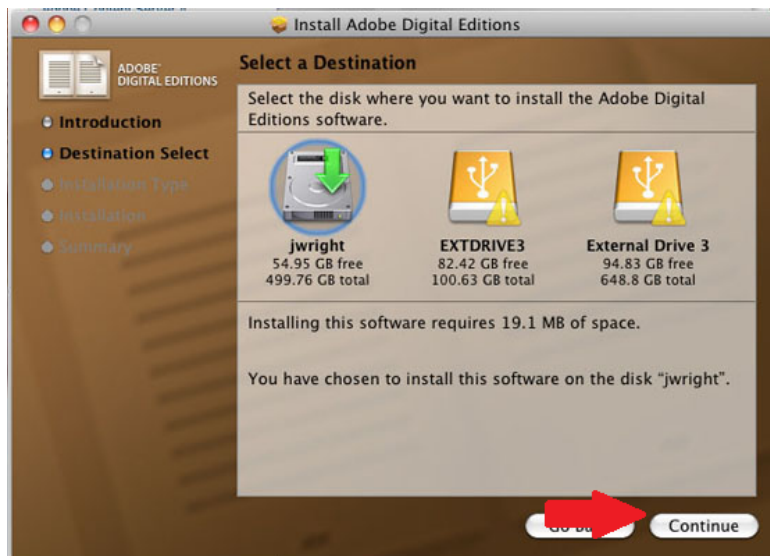 Install Adobe Digital Editions
ADOBE®
DIGITAL EDITIONS
Introduction
Destination Select
Installation Type
Installation
Summary
Select a Destination
Select the disk where you want to install the Adobe Digital
Editions software.
jwright
54.95 GB free
499.76 GB total
EXTDRIVE3
82.42 GB free
100.63 GB total
External Drive 3
94.83 GB free
648.8 GB total
Installing this software requires 19.1 MB of space.
You have chosen to install this software on the disk “jwright”.
Continue